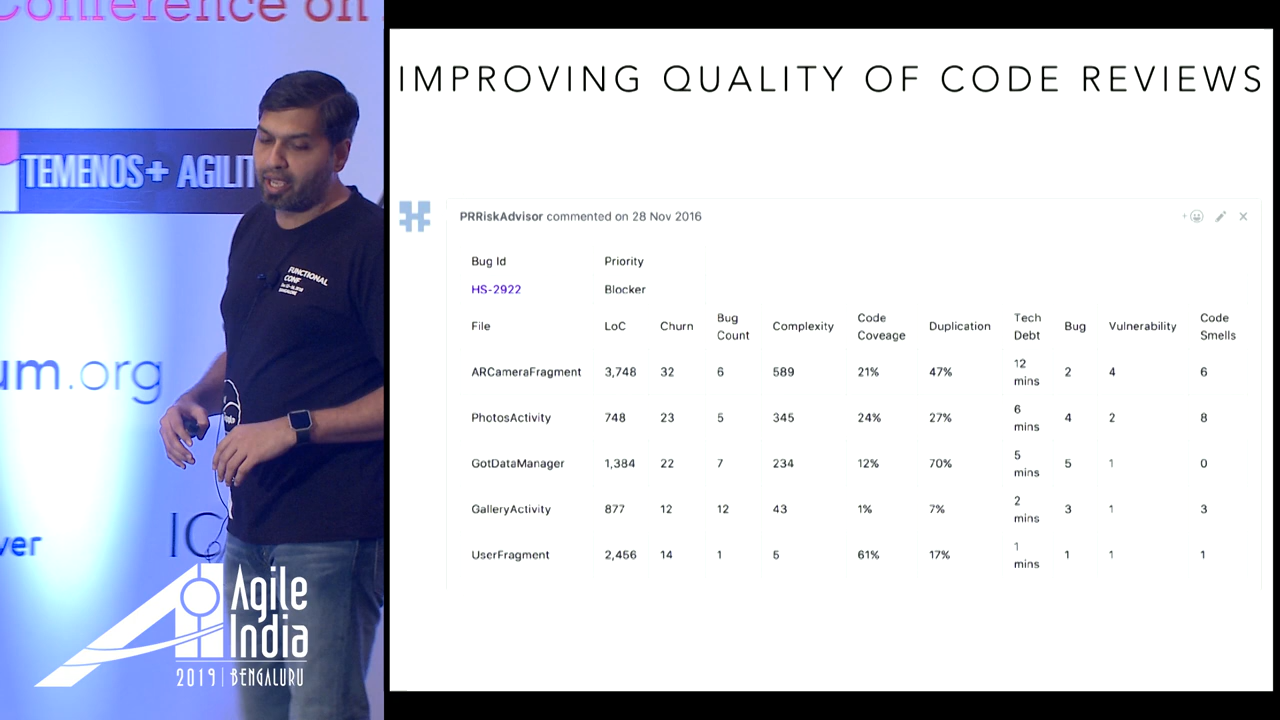 Conference on
TEMENOS+ AGILIT
um.org
ver
IC
FUNCTIONAL
CONF
Agile
India
2019 | BENGALURU
IMPROVING QUALITY OF CODE REVIEWS
PRRiskAdvisor commented on 28 Nov 2016
Bug Id Priority
HS-2922 Blocker
File LoC Churn Bug Count Complexity Code Coveage Duplication Tech Debt Bug Vulnerability Code Smells
ARCameraFragment 3,748 32 6 589 21% 47% 12 mins 2 4 6
PhotosActivity 748 23 5 345 24% 27% 6 mins 4 2 8
GotDataManager 1,384 22 7 234 12% 70% 5 mins 5 1 0
GalleryActivity 877 12 12 43 1% 7% 2 mins 3 1 3
UserFragment 2,456 14 1 5 61% 17% 1 mins 1 1 1